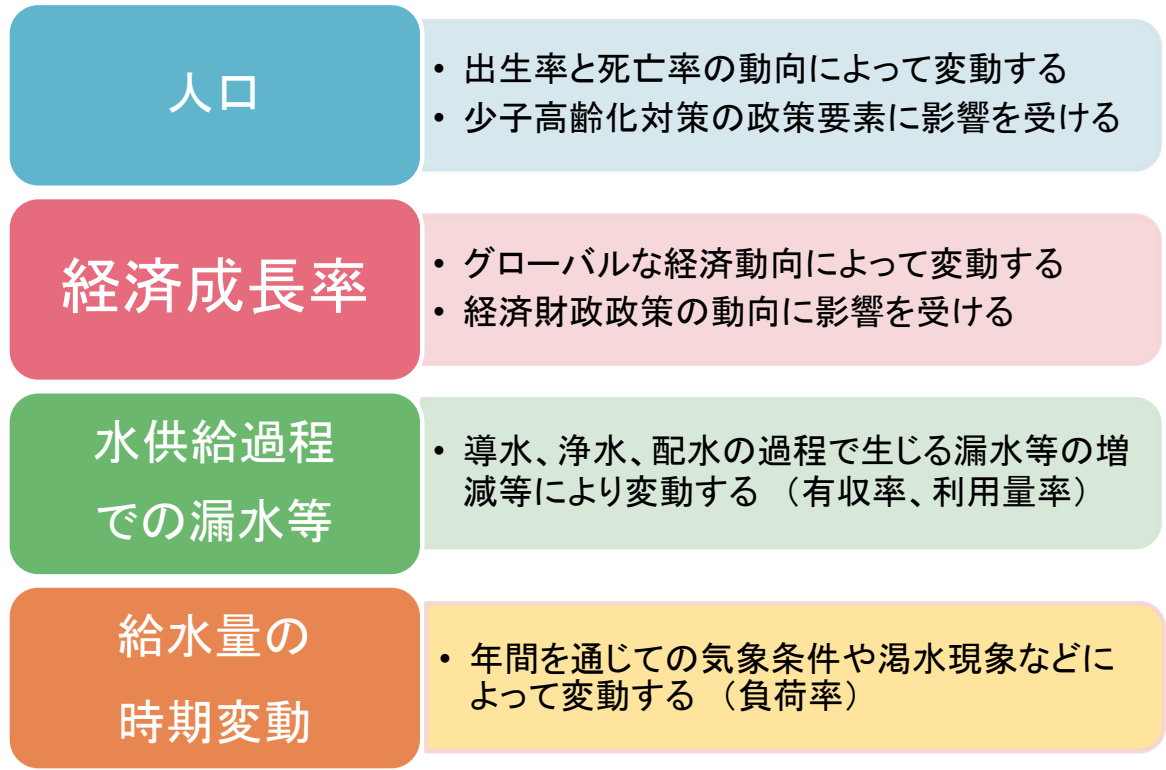 人口
• 出生率と死亡率の動向によって変動する
• 少子高齢化対策の政策要素に影響を受ける
経済成長率
• グローバルな経済動向によって変動する
• 経済財政政策の動向に影響を受ける
水供給過程
での漏水等
• 導水、浄水、配水の過程で生じる漏水等の増
減等により変動する （有収率、利用量率）
給水量の
時期変動
• 年間を通じての気象条件や渇水現象などに
よって変動する （負荷率）